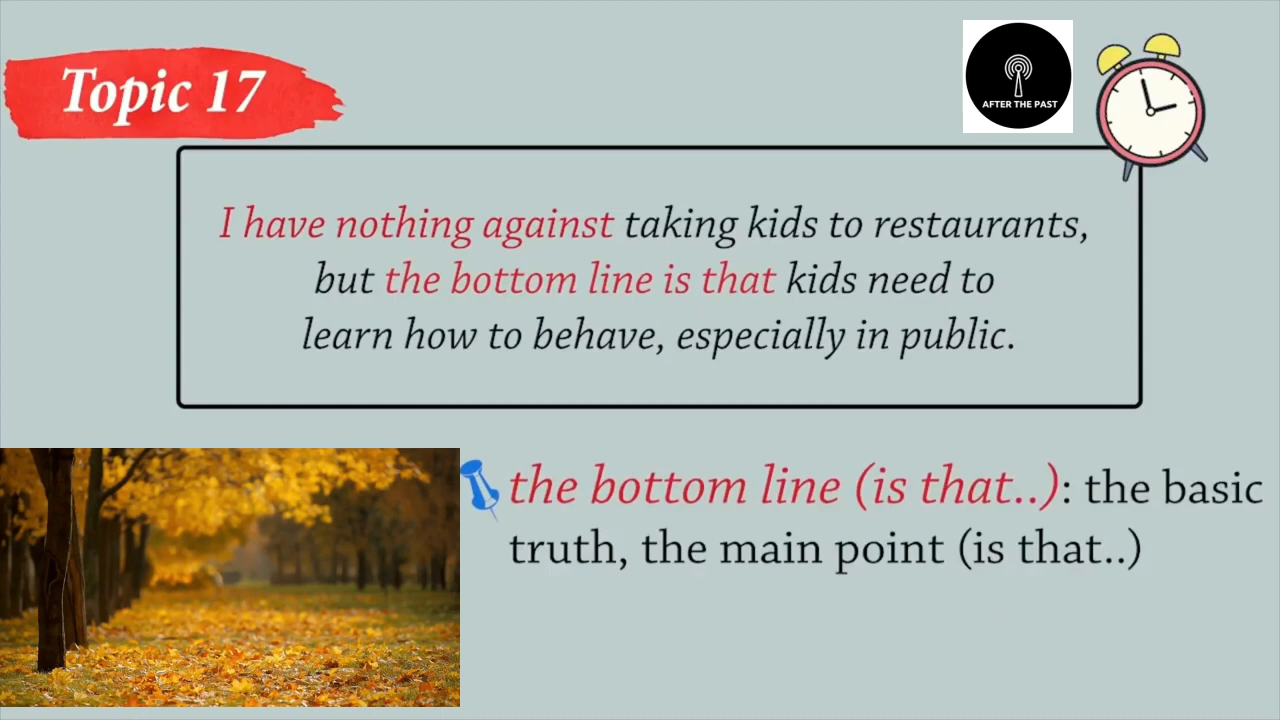 Topic 17
AFTER THE PAST
I have nothing against taking kids to restaurants,
but the bottom line is that kids need to
learn how to behave, especially in public.
the bottom line (is that..): the basic
truth, the main point (is that..)